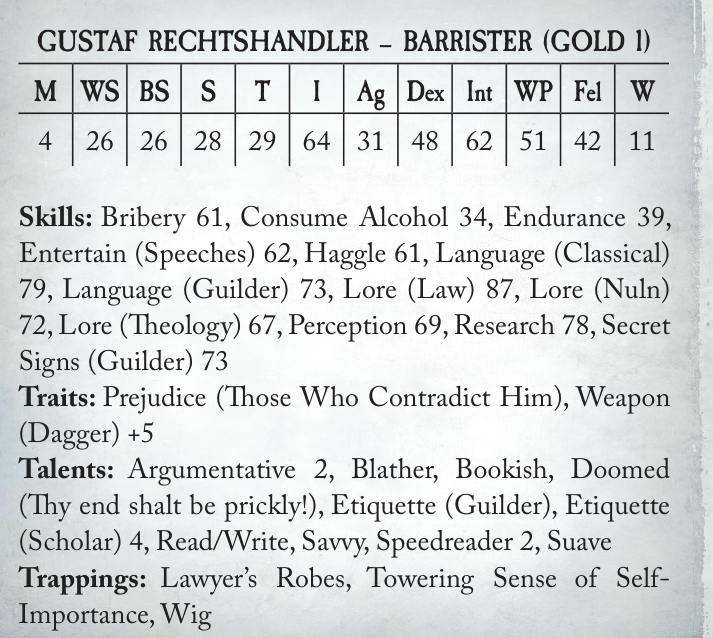 GUSTAF RECHTSHANDLER – BARRISTER (GOLD 1)
M WS BS S T I Ag Dex Int WP Fel W
4 26 26 28 29 64 31 48 62 51 42 11
Skills: Bribery 61, Consume Alcohol 34, Endurance 39,
Entertain (Speeches) 62, Haggle 61, Language (Classical)
79, Language (Guilder) 73, Lore (Law) 87, Lore (Nuln)
72, Lore (Theology) 67, Perception 69, Research 78, Secret
Signs (Guilder) 73
Traits: Prejudice (Those Who Contradict Him), Weapon
(Dagger) +5
Talents: Argumentative 2, Blather, Bookish, Doomed
(Thy end shalt be prickly!), Etiquette (Guilder), Etiquette
(Scholar) 4, Read/Write, Savvy, Speedreader 2, Suave
Trappings: Lawyer’s Robes, Towering Sense of Self-
Importance, Wig